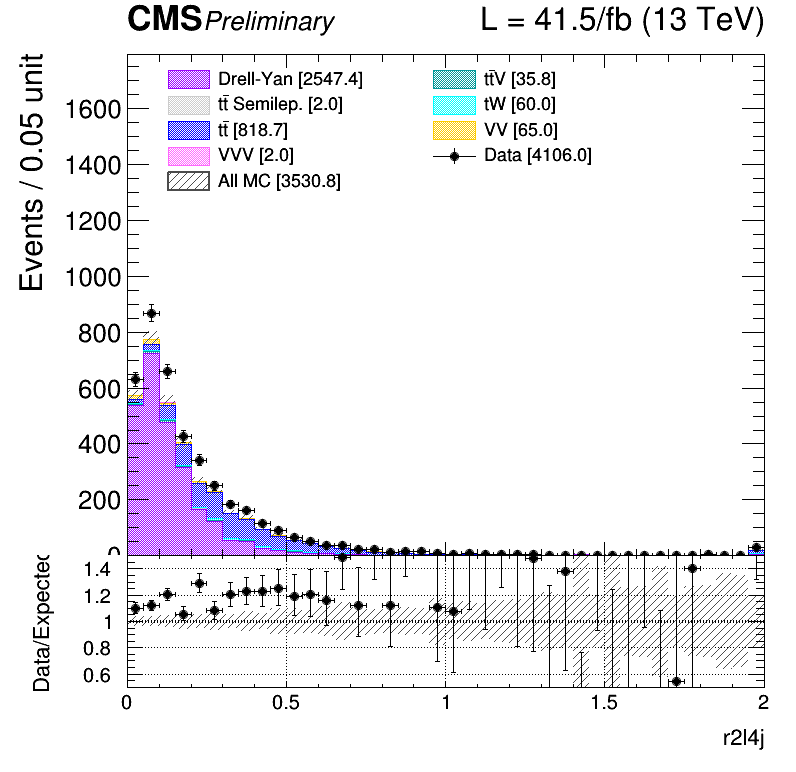 CMS Preliminary L = 41.5/fb (13 TeV)
Events / 0.05 unit
Drell-Yan [2547.4]
tt̄ Semilep. [2.0]
tt̄ [818.7]
VVV [2.0]
All MC [3530.8]
tt̄V [35.8]
tW [60.0]
VV [65.0]
Data [4106.0]
1600
1400
1200
1000
800
600
400
200
0
Data/Expected
1.4
1.2
1
0.8
0.6
0 0.5 1 1.5 2
r2l4j